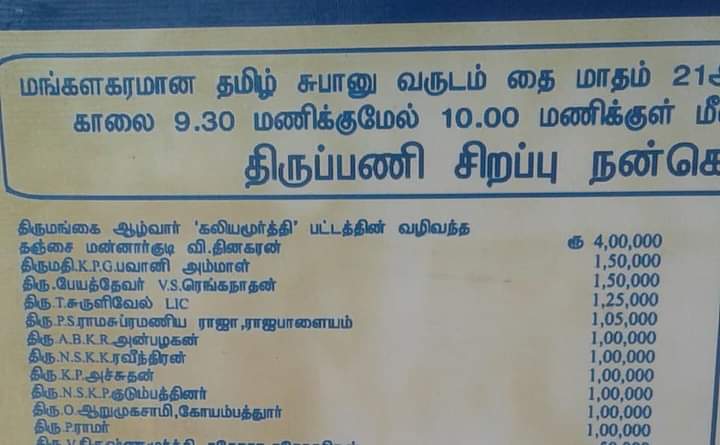 மங்களகரமான தமிழ் சுபானு வருடம் தை மாதம் 21
காலை 9.30 மணிக்குமேல் 10.00 மணிக்குள்
திருப்பணி சிறப்பு
திருமங்கை ஆழ்வார் 'கலியமூர்த்தி' பட்டத்தின் வழிவந்த
தஞ்சை மன்னார்குடி வி.தினகரன் ரூ 4,00,000
திருமதி.K.P.G.பவானி அம்மாள் 1,50,000
திரு.பேயத்தேவர் V.S.ரெங்கநாதன் 1,50,000
திரு.T.சுருளிவேல் LIC 1,25,000
திரு.P.S.ராமசுப்ரமணிய ராஜா,ராஜபாளையம் 1,05,000
திரு.A.B.K.R.அன்பழகன் 1,00,000
திரு.N.S.K.K.ரவீந்திரன் 1,00,000
திரு.K.P.அச்சுதன் 1,00,000
திரு.N.S.K.P.குடும்பத்தினர் 1,00,000
திரு.O.ஆறுமுகசாமி,கோயம்பத்தூர் 1,00,000
திரு.P.ராமர் 1,00,000